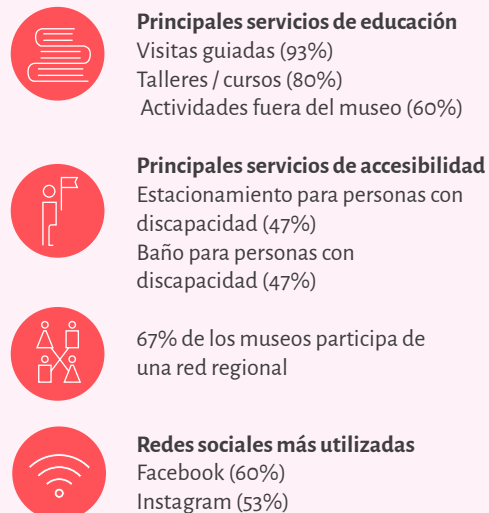 Principales servicios de educación
Visitas guiadas (93%)
Talleres / cursos (80%)
Actividades fuera del museo (60%)
Principales servicios de accesibilidad
Estacionamiento para personas con
discapacidad (47%)
Baño para personas con
discapacidad (47%)
67% de los museos participa de
una red regional
Redes sociales más utilizadas
Facebook (60%)
Instagram (53%)